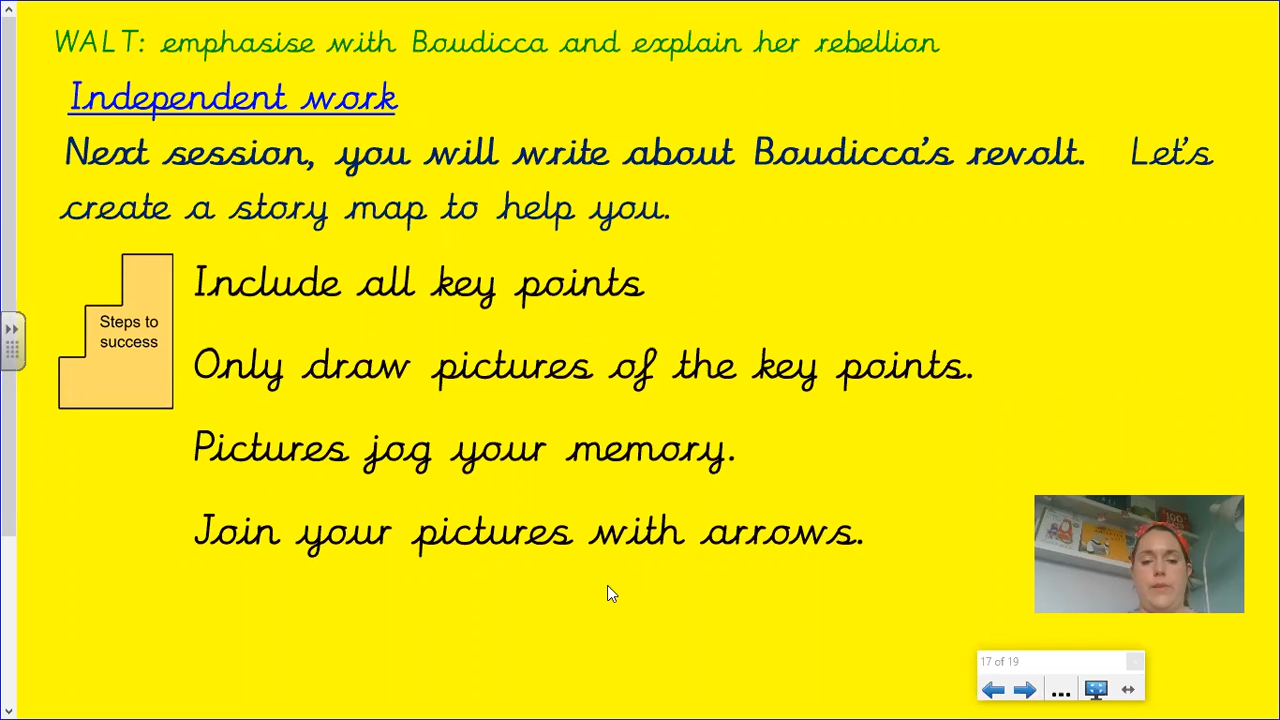 WALT: emphasise with Boudicca and explain her rebellion
Independent work
Next session, you will write about Boudicca's revolt. Let's
create a story map to help you.
Steps to
success
Include all key points
Only draw pictures of the key points.
Pictures jog your memory.
Join your pictures with arrows.
17 of 19